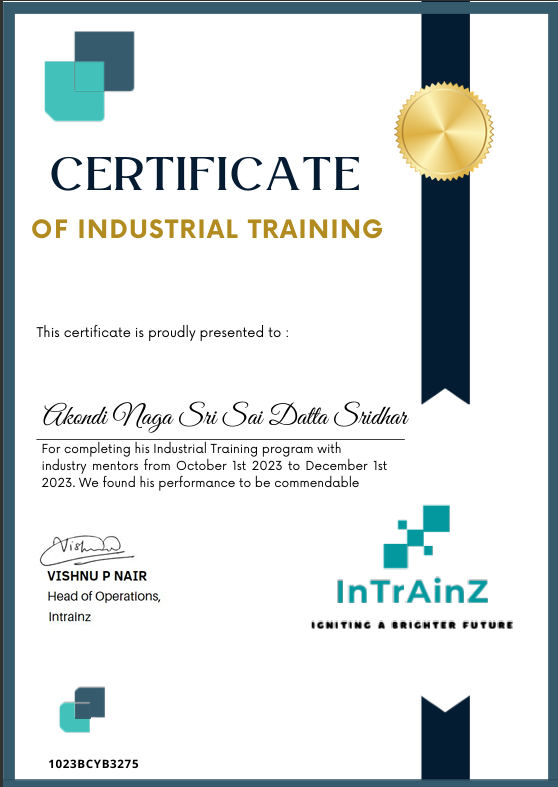 CERTIFICATE
OF INDUSTRIAL TRAINING
This certificate is proudly presented to :
Akondi Naga Sri Sai Datta Sridhar
For completing his Industrial Training program with
industry mentors from October 1st 2023 to December 1st
2023. We found his performance to be commendable
Vishnu
VISHNU P NAIR
Head of Operations,
IntraInz
InTrAinZ
IGNITING A BRIGHTER FUTURE
1023BCYB3275